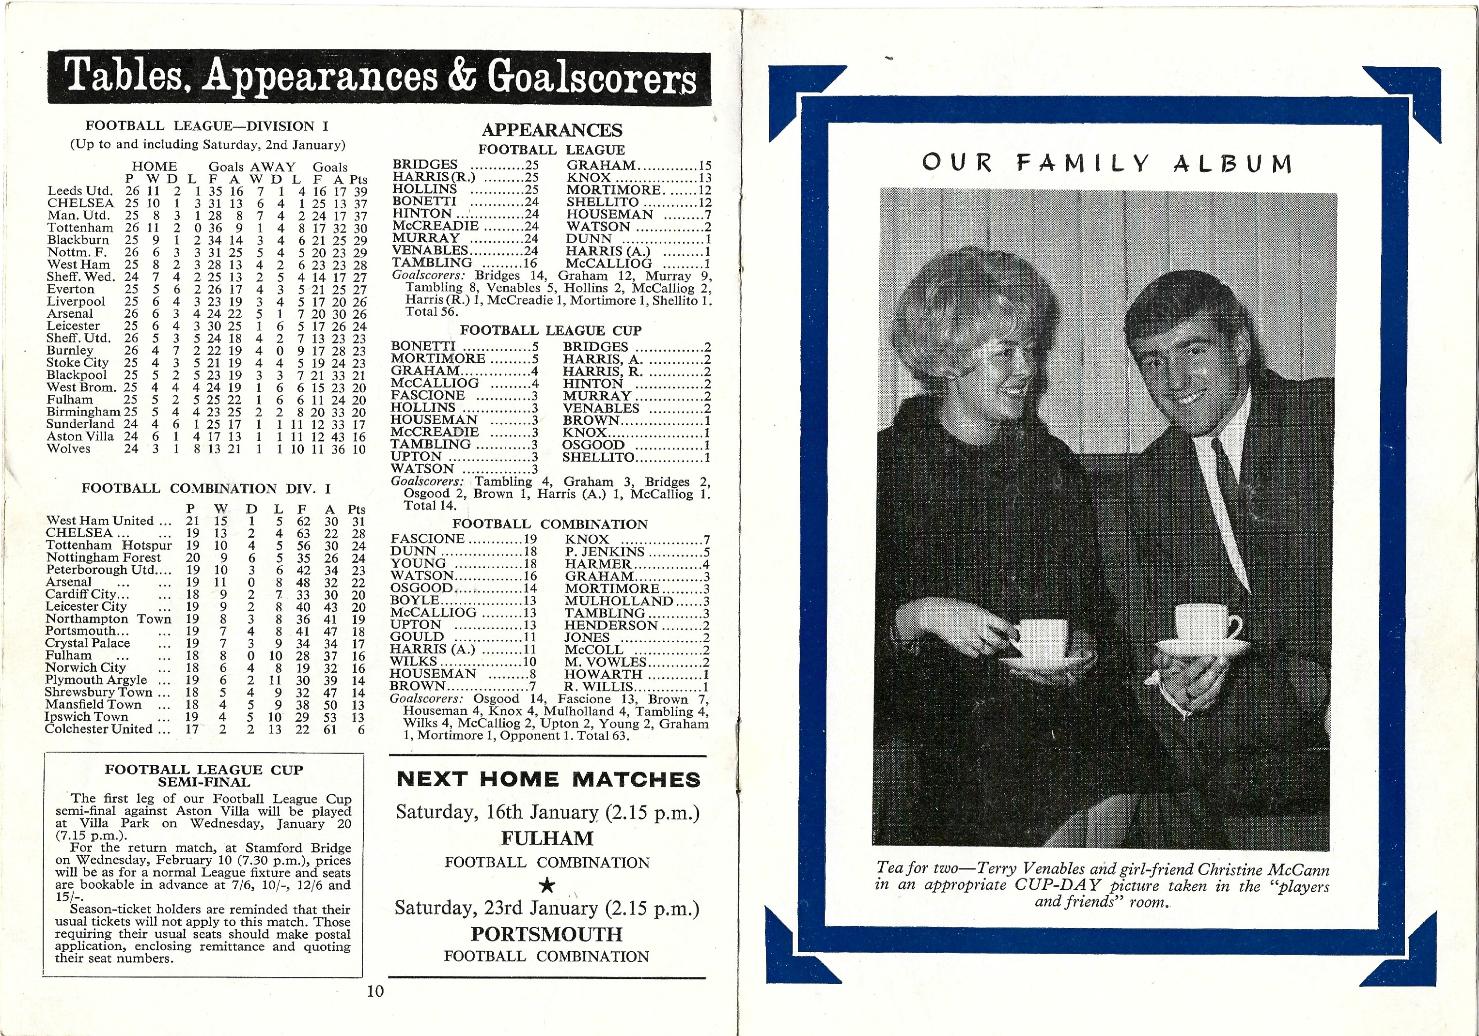 Tables, Appearances & Goalscorers
FOOTBALL LEAGUE—DIVISION I
(Up to and including Saturday, 2nd January)
HOME Goals AWAY Goals
P W D L F A W D L F A Pts
Leeds Utd. 26 11 2 1 35 16 7 1 4 16 17 39
CHELSEA 25 10 1 3 31 13 6 4 1 25 13 37
Man. Utd. 25 8 3 1 28 8 7 4 2 24 17 37
Tottenham 26 11 2 0 36 9 1 4 8 17 32 30
Blackburn 25 9 1 2 34 14 3 4 6 21 25 29
Nottm. F. 26 6 3 3 31 25 5 4 5 20 23 29
West Ham 25 8 2 3 28 13 4 2 6 23 23 28
Sheff. Wed. 24 7 4 2 25 13 2 5 4 14 17 27
Everton 25 5 6 2 26 17 4 3 5 21 25 27
Liverpool 25 6 4 3 23 19 3 4 5 17 20 26
Arsenal 26 6 3 4 24 22 5 1 7 20 30 26
Leicester 25 6 4 3 30 25 1 6 5 17 26 24
Sheff. Utd. 26 5 3 5 24 18 4 2 7 13 23 23
Burnley 26 4 7 2 22 19 4 0 9 17 28 23
Stoke City 25 4 3 5 21 19 4 4 5 19 24 23
Blackpool 25 5 2 5 23 19 3 3 7 21 33 21
West Brom. 25 4 4 4 24 19 1 6 6 15 23 20
Fulham 25 5 2 5 25 22 1 6 6 11 24 20
Birmingham 25 5 4 4 23 25 2 2 8 20 33 20
Sunderland 24 4 6 1 25 17 1 1 11 12 33 17
Aston Villa 24 6 1 4 17 13 1 1 11 12 43 16
Wolves 24 3 1 8 13 21 1 1 10 11 36 10
FOOTBALL COMBINATION DIV. I
P W D L F A Pts
West Ham United ... 21 15 1 5 62 30 31
CHELSEA ... ... 19 13 2 4 63 22 28
Tottenham Hotspur 19 10 4 5 56 30 24
Nottingham Forest 20 9 6 5 35 26 24
Peterborough Utd.... 19 10 3 6 42 34 23
Arsenal ... ... 19 11 0 8 48 32 22
Cardiff City... ... 18 9 2 7 33 30 20
Leicester City ... 19 9 2 8 40 43 20
Northampton Town 19 8 3 8 36 41 19
Portsmouth... ... 19 7 4 8 41 47 18
Crystal Palace ... 19 7 3 9 34 34 17
Fulham ... ... 18 8 0 10 28 37 16
Norwich City ... 18 6 4 8 19 32 16
Plymouth Argyle ... 19 6 2 11 30 39 14
Shrewsbury Town ... 18 5 4 9 32 47 14
Mansfield Town ... 18 4 5 9 38 50 13
Ipswich Town ... 19 4 5 10 29 53 13
Colchester United ... 17 2 2 13 22 61 6
FOOTBALL LEAGUE CUP
SEMI-FINAL
The first leg of our Football League Cup
semi-final against Aston Villa will be played
at Villa Park on Wednesday, January 20
(7.15 p.m.).
For the return match, at Stamford Bridge
on Wednesday, February 10 (7.30 p.m.), prices
will be as for a normal League fixture and seats
are bookable in advance at 7/6, 10/-, 12/6 and
15/-.
Season-ticket holders are reminded that their
usual tickets will not apply to this match. Those
requiring their usual seats should make postal
application, enclosing remittance and quoting
their seat numbers.
APPEARANCES
FOOTBALL LEAGUE
BRIDGES ............25 GRAHAM.............15
HARRIS (R.) ..........25 KNOX .................13
HOLLINS .............25 MORTIMORE. .......12
BONETTI .............24 SHELLITO ...........12
HINTON ..............24 HOUSEMAN .........7
McCREADIE ..........24 WATSON ..............2
MURRAY .............24 DUNN ..................1
VENABLES............24 HARRIS (A.) ..........1
TAMBLING ...........16 McCALLIOG .........1
Goalscorers: Bridges 14, Graham 12, Murray 9,
Tambling 8, Venables 5, Hollins 2, McCalliog 2,
Harris (R.) 1, McCreadie 1, Mortimore 1, Shellito 1.
Total 56.
FOOTBALL LEAGUE CUP
BONETTI ..............5 BRIDGES ..............2
MORTIMORE ..........5 HARRIS, A. ............2
GRAHAM..............4 HARRIS, R. ............2
McCALLIOG ..........4 HINTON ..............2
FASCIONE ............3 MURRAY ..............2
HOLLINS .............3 VENABLES ............2
HOUSEMAN ..........3 BROWN................1
McCREADIE ..........3 KNOX..................1
TAMBLING ...........3 OSGOOD ..............1
UPTON ................3 SHELLITO.............1
WATSON ..............3
Goalscorers: Tambling 4, Graham 3, Bridges 2,
Osgood 2, Brown 1, Harris (A.) 1, McCalliog 1.
Total 14.
FOOTBALL COMBINATION
FASCIONE ............19 KNOX .................7
DUNN .................18 P. JENKINS............5
YOUNG ...............18 HARMER...............4
WATSON..............16 GRAHAM..............3
OSGOOD..............14 MORTIMORE..........3
BOYLE.................13 MULHOLLAND......3
McCALLIOG ..........13 TAMBLING............3
UPTON ................13 HENDERSON .........2
GOULD ...............11 JONES .................2
HARRIS (A.) ..........11 McCOLL ...............2
WILKS ................10 M. VOWLES............2
HOUSEMAN ..........8 HOWARTH ............1
BROWN................7 R. WILLIS.............1
Goalscorers: Osgood 14, Fascione 13, Brown 7,
Houseman 4, Knox 4, Mulholland 4, Tambling 4,
Wilks 4, McCalliog 2, Upton 2, Young 2, Graham
1, Mortimore 1, Opponent 1. Total 63.
NEXT HOME MATCHES
Saturday, 16th January (2.15 p.m.)
FULHAM
FOOTBALL COMBINATION
★
Saturday, 23rd January (2.15 p.m.)
PORTSMOUTH
FOOTBALL COMBINATION
10
OUR FAMILY ALBUM
Tea for two—Terry Venables and girl-friend Christine McCann
in an appropriate CUP-DAY picture taken in the "players
and friends" room.